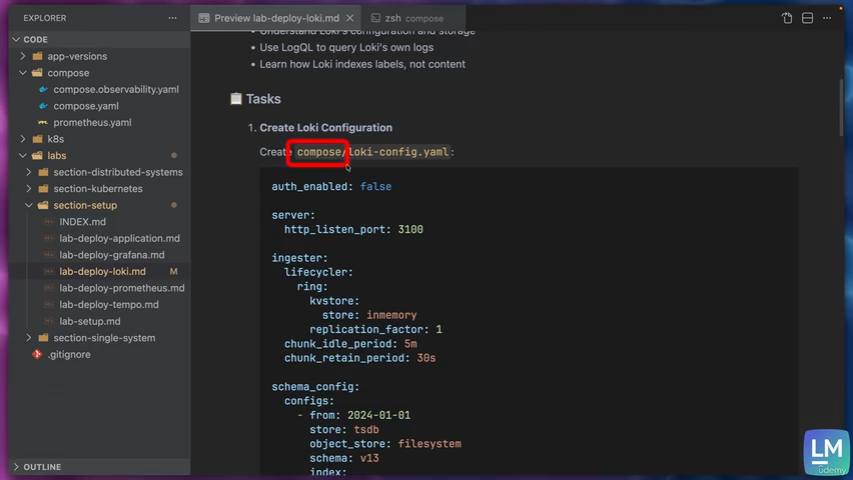 EXPLORER
CODE
app-versions
compose
compose.observability.yaml
compose.yaml
prometheus.yaml
k8s
labs
section-distributed-systems
section-kubernetes
section-setup
INDEX.md
lab-deploy-application.md
lab-deploy-grafana.md
lab-deploy-loki.md M
lab-deploy-prometheus.md
lab-deploy-tempo.md
lab-setup.md
section-single-system
.gitignore
OUTLINE
Preview lab-deploy-loki.md
zsh compose
Understand Loki's configuration and storage
Use LogQL to query Loki's own logs
Learn how Loki indexes labels, not content
Tasks
1. Create Loki Configuration
Create compose/loki-config.yaml:
auth_enabled: false
server:
http_listen_port: 3100
ingester:
lifecycler:
ring:
kvstore:
store: inmemory
replication_factor: 1
chunk_idle_period: 5m
chunk_retain_period: 30s
schema_config:
configs:
- from: 2024-01-01
store: tsdb
object_store: filesystem
schema: v13
index:
LM
ûdemy